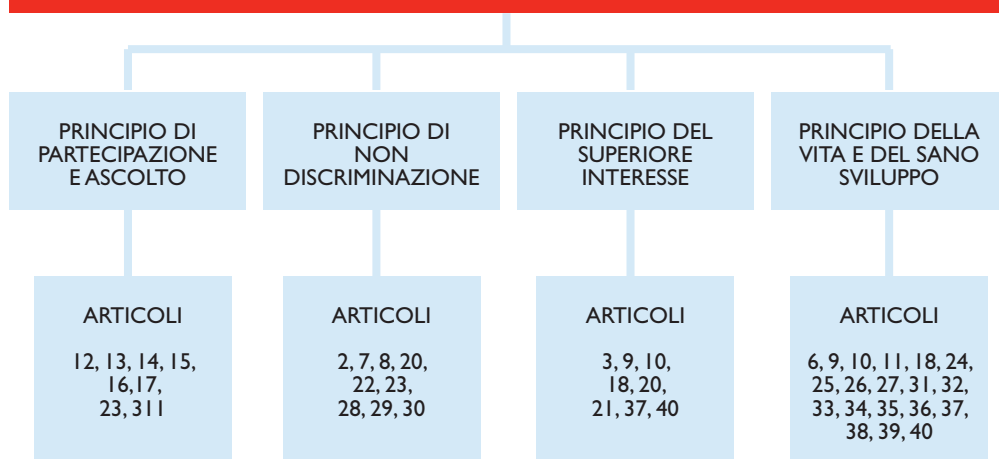 PRINCIPIO DI
PARTECIPAZIONE
E ASCOLTO
PRINCIPIO DI
NON
DISCRIMINAZIONE
PRINCIPIO DEL
SUPERIORE
INTERESSE
PRINCIPIO DELLA
VITA E DEL SANO
SVILUPPO
ARTICOLI
12, 13, 14, 15,
16,17,
23, 311
ARTICOLI
2, 7, 8, 20,
22, 23,
28, 29, 30
ARTICOLI
3, 9, 10,
18, 20,
21, 37, 40
ARTICOLI
6, 9, 10, 11, 18, 24,
25, 26, 27, 31, 32,
33, 34, 35, 36, 37,
38, 39, 40